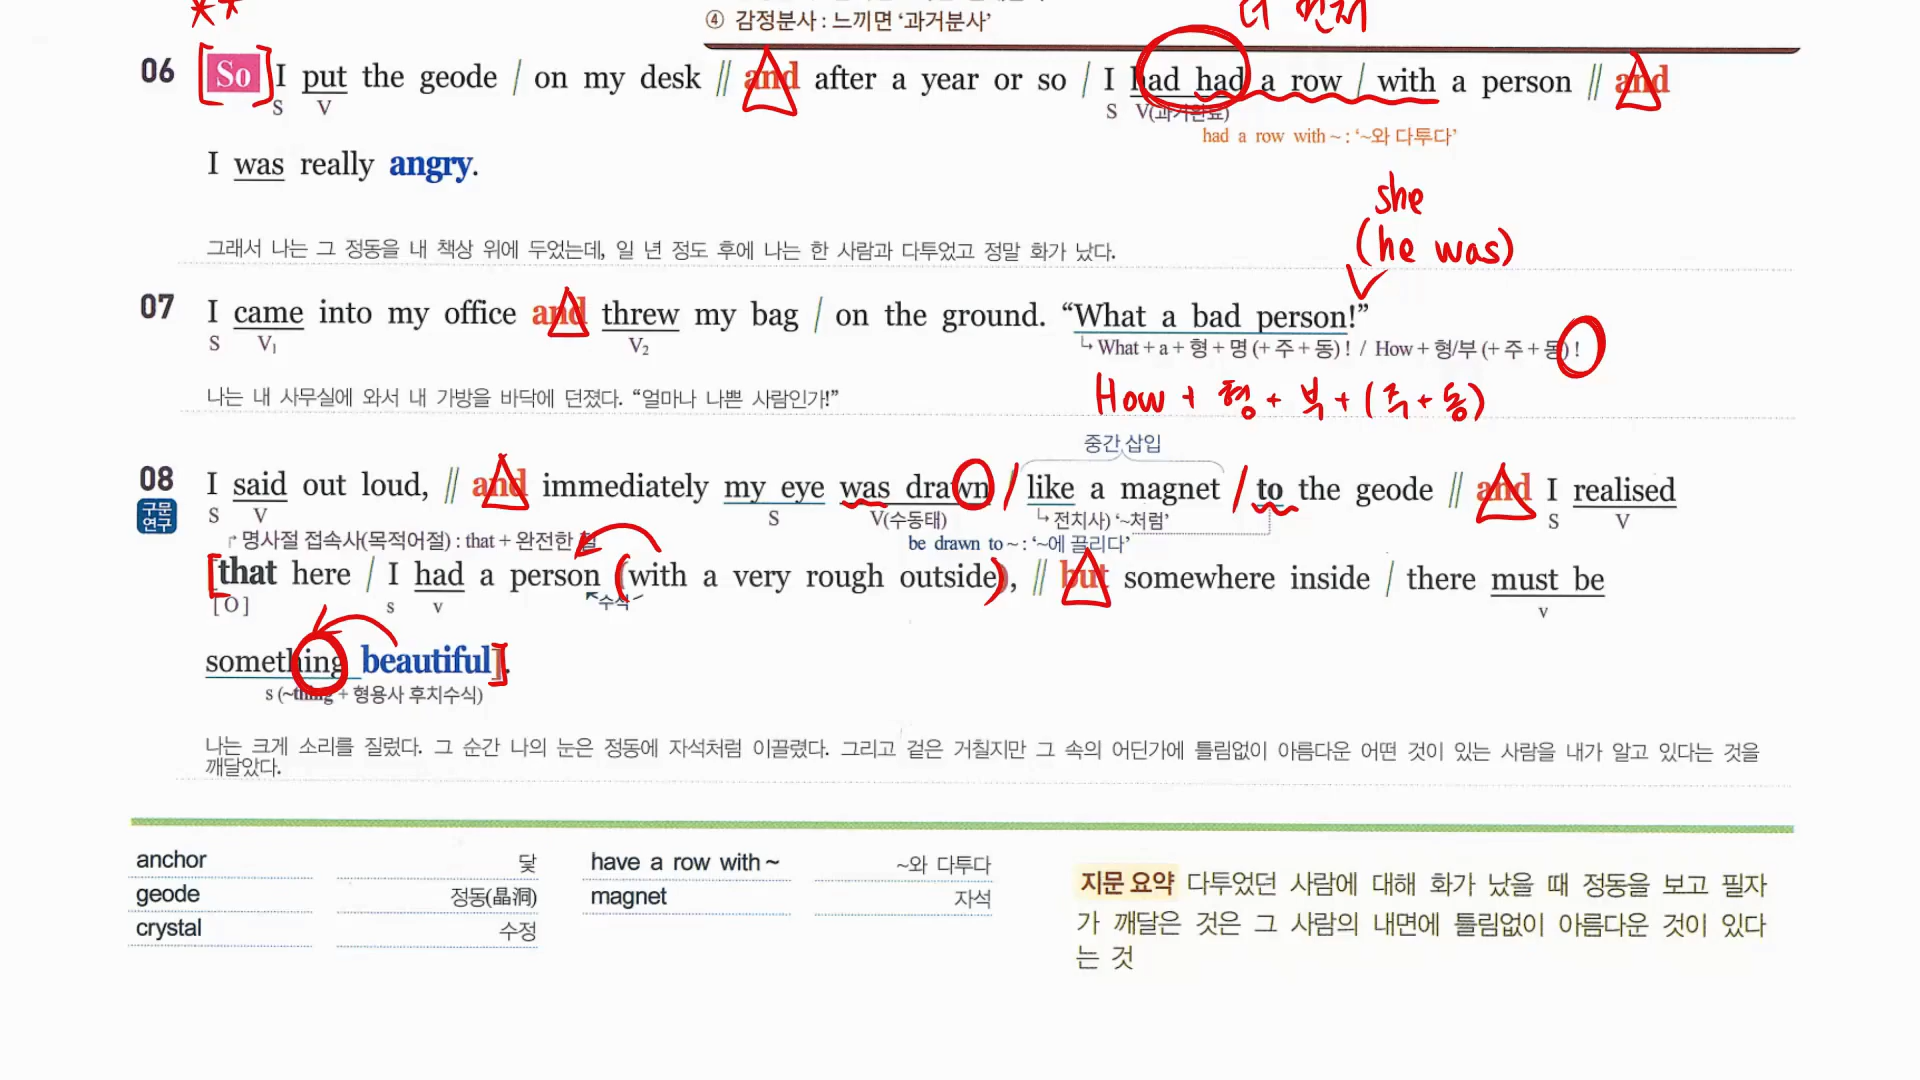 ④ 감정분사 : 느끼면 ‘과거분사’
06 So I put the geode / on my desk // and after a year or so / I had had a row / with a person // and
S V S V(과거완료)
had a row with ~ : ‘~와 다투다’
I was really angry.
she
(he was)
그래서 나는 그 정동을 내 책상 위에 두었는데, 일 년 정도 후에 나는 한 사람과 다투었고 정말 화가 났다.
07 I came into my office and threw my bag / on the ground. “What a bad person!”
S V₁ V₂ What + a + 형 + 명 (+ 주 + 동) ! / How + 형/부 (+ 주 + 동) !
나는 내 사무실에 와서 내 가방을 바닥에 던졌다. “얼마나 나쁜 사람인가!”
How + 형 + 부 + (주 + 동)
중간 삽입
08 I said out loud, // and immediately my eye was drawn / like a magnet / to the geode // and I realised
구문
연구
S V S V(수동태) 전치사) ‘~처럼’ S V
명사절 접속사(목적어절) : that + 완전한 절 be drawn to ~ : ‘~에 끌리다’
[that here / I had a person (with a very rough outside), // but somewhere inside / there must be
[O] s v 수식 v
something beautiful].
s (~thing + 형용사 후치수식)
나는 크게 소리를 질렀다. 그 순간 나의 눈은 정동에 자석처럼 이끌렸다. 그리고 겉은 거칠지만 그 속의 어딘가에 틀림없이 아름다운 어떤 것이 있는 사람을 내가 알고 있다는 것을
깨달았다.
anchor 닻 have a row with ~ ~와 다투다
geode 정동(晶洞) magnet 자석
crystal 수정
지문 요약 다투었던 사람에 대해 화가 났을 때 정동을 보고 필자
가 깨달은 것은 그 사람의 내면에 틀림없이 아름다운 것이 있다
는 것